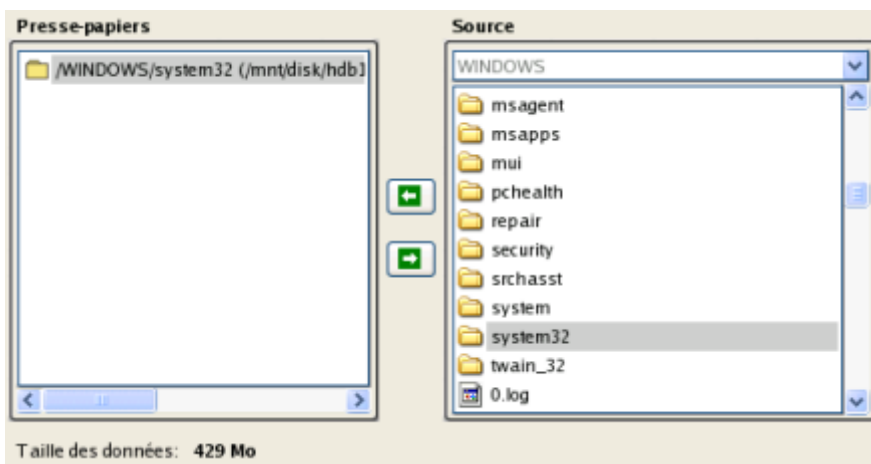 Presse-papiers
/WINDOWS/system32 (/mnt/disk/hdb1
Source
WINDOWS
msagent
msapps
mui
pchealth
repair
security
srchasst
system
system32
twain_32
0.log
Taille des données: 429 Mo